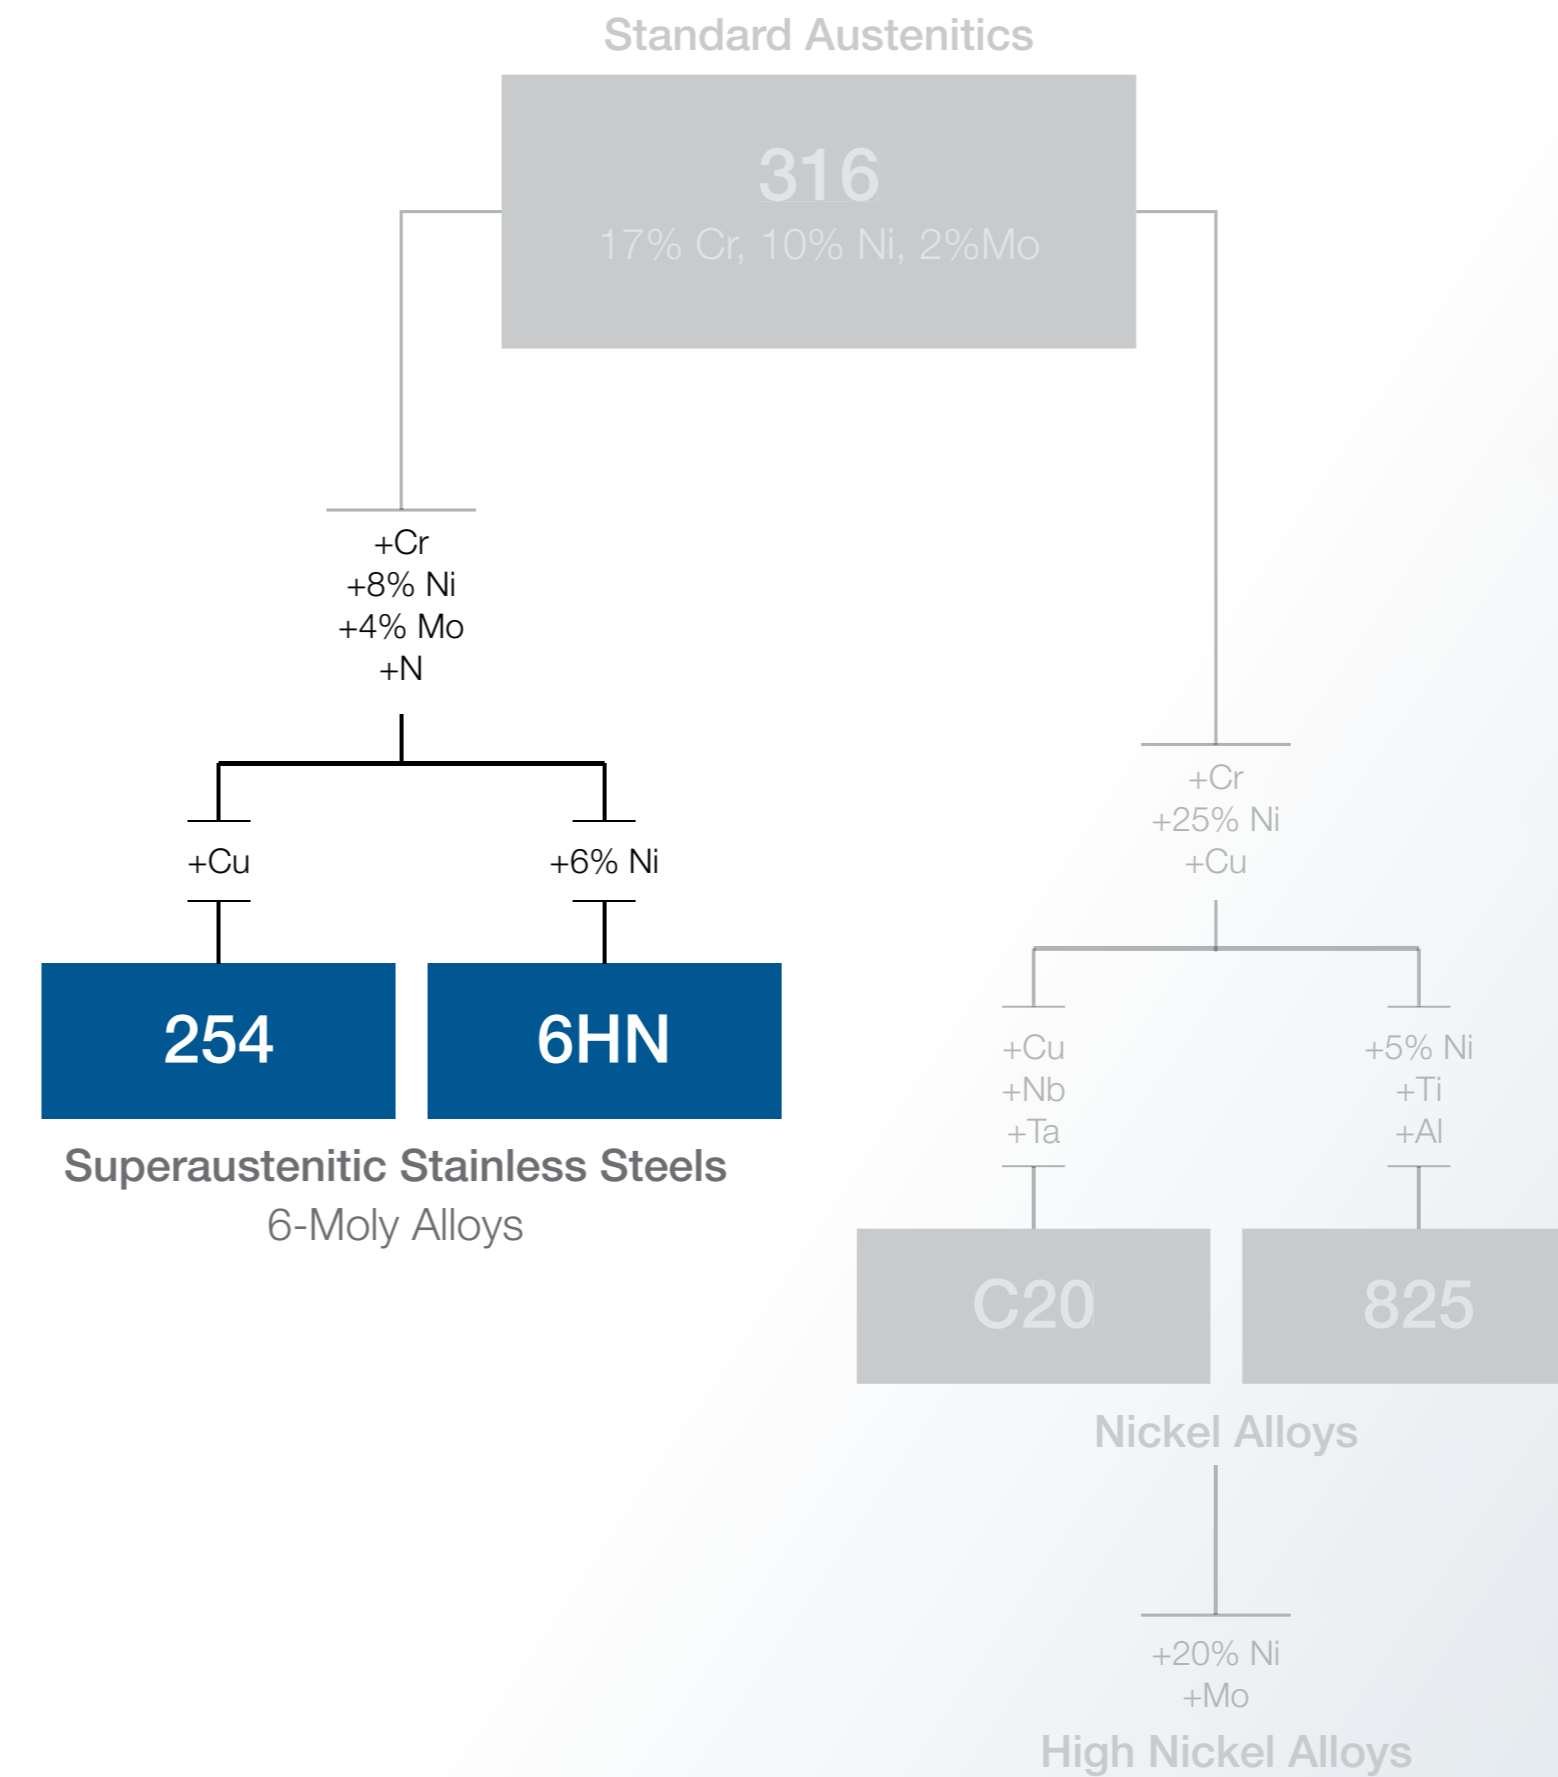 Standard Austenitics
316
17% Cr, 10% Ni, 2%Mo
+Cr
+8% Ni
+4% Mo
+N
+Cu
+6% Ni
254
6HN
Superaustenitic Stainless Steels
6-Moly Alloys
+Cr
+25% Ni
+Cu
+Cu
+Nb
+Ta
+5% Ni
+Ti
+Al
C20
825
Nickel Alloys
+20% Ni
+Mo
High Nickel Alloys